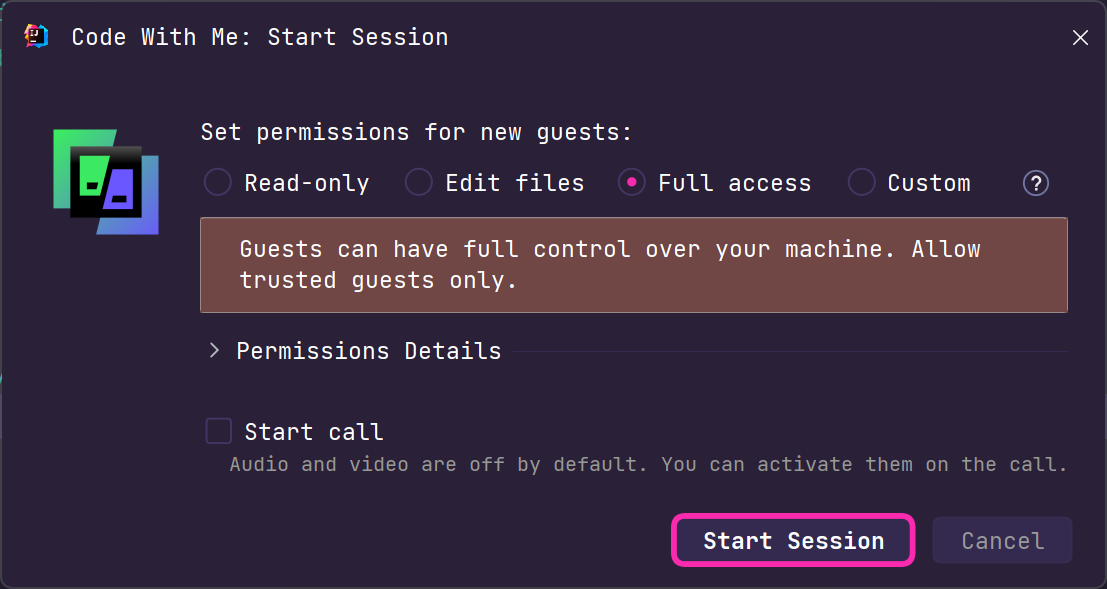 Code With Me: Start Session
Set permissions for new guests:
Read-only Edit files Full access Custom ?
Guests can have full control over your machine. Allow
trusted guests only.
Permissions Details
Start call
Audio and video are off by default. You can activate them on the call.
Start Session Cancel